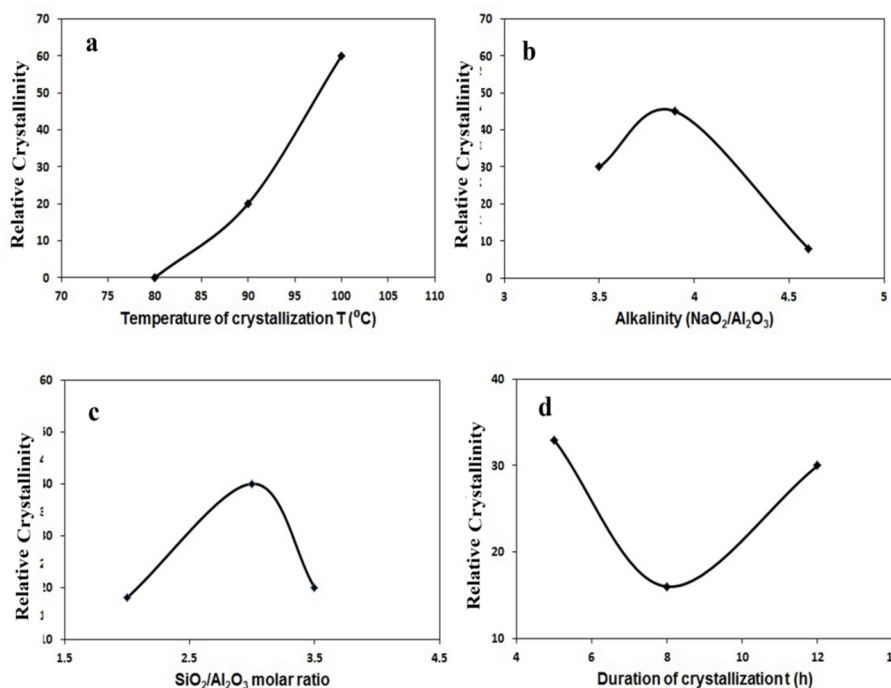 a
Relative Crystallinity
70
60
50
40
30
20
10
0
70 75 80 85 90 95 100 105 110
Temperature of crystallization T (°C)
b
Relative Crystallinity
70
60
40
30
20
10
0
3 3.5 4 4.5 5
Alkalinity (NaO₂/Al₂O₃)
c
Relative Crystallinity
60
1.5 2.5 3.5 4.5
SiO₂/Al₂O₃ molar ratio
d
Relative Crystallinity
40
30
20
10
4 6 8 10 12
Duration of crystallization t (h)